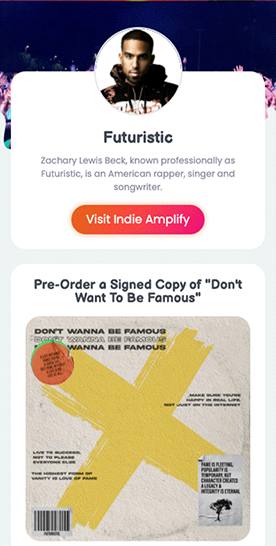 Futuristic
Zachary Lewis Beck, known professionally as
Futuristic, is an American rapper, singer and
songwriter.
Visit Indie Amplify
Pre-Order a Signed Copy of "Don't
Want To Be Famous"
DON'T WANNA BE FAMOUS
DON'T WANNA BE FAMOUS
WANNA BE FAMOUS
MAKE SURE YOU'RE
HAPPY IN REAL LIFE,
NOT JUST ON THE INTERNET
LIVE TO SUCCEED,
NOT TO PLEASE
EVERYONE ELSE
THE HIGHEST FORM OF
VANITY IS LOVE OF FAME
FAME IS FLEETING,
POPULARITY IS
TEMPORARY, BUT
CHARACTER CREATES
A LEGACY &
INTEGRITY IS ETERNAL
FUTURISTIC